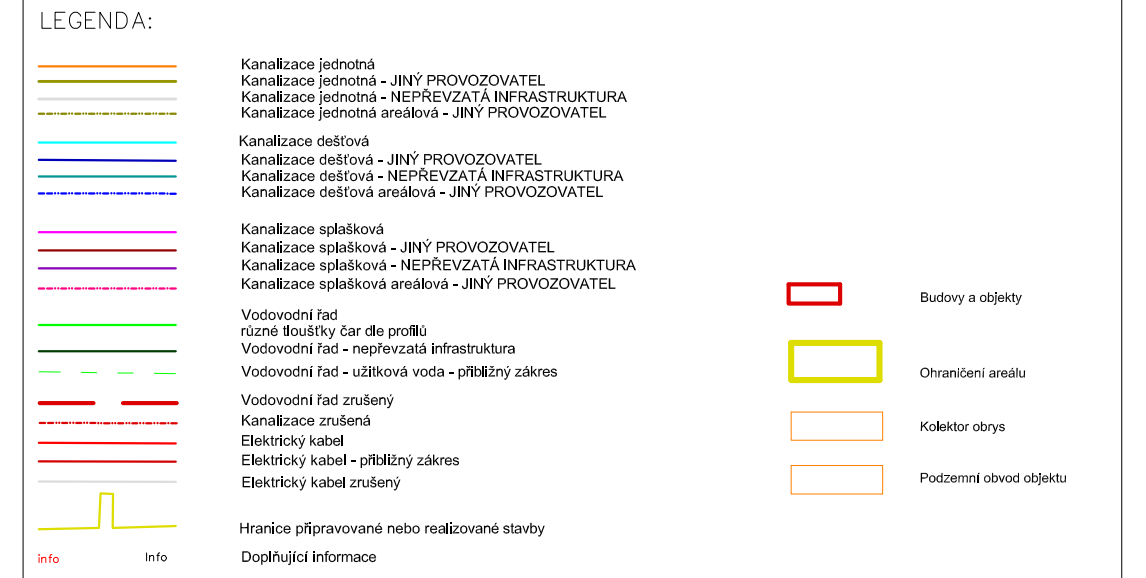 LEGENDA:
Kanalizace jednotná
Kanalizace jednotná - JINÝ PROVOZOVATEL
Kanalizace jednotná - NEPŘEVZATÁ INFRASTRUKTURA
Kanalizace jednotná areálová - JINÝ PROVOZOVATEL
Kanalizace dešťová
Kanalizace dešťová - JINÝ PROVOZOVATEL
Kanalizace dešťová - NEPŘEVZATÁ INFRASTRUKTURA
Kanalizace dešťová areálová - JINÝ PROVOZOVATEL
Kanalizace splašková
Kanalizace splašková - JINÝ PROVOZOVATEL
Kanalizace splašková - NEPŘEVZATÁ INFRASTRUKTURA
Kanalizace splašková areálová - JINÝ PROVOZOVATEL
Vodovodní řad
různé tloušťky čar dle profilů
Vodovodní řad - nepřevzatá infrastruktura
Vodovodní řad - užitková voda - přibližný zákres
Vodovodní řad zrušený
Kanalizace zrušená
Elektrický kabel
Elektrický kabel - přibližný zákres
Elektrický kabel zrušený
Hranice připravované nebo realizované stavby
info Info Doplňující informace
Budovy a objekty
Ohraničení areálu
Kolektor obrys
Podzemní obvod objektu